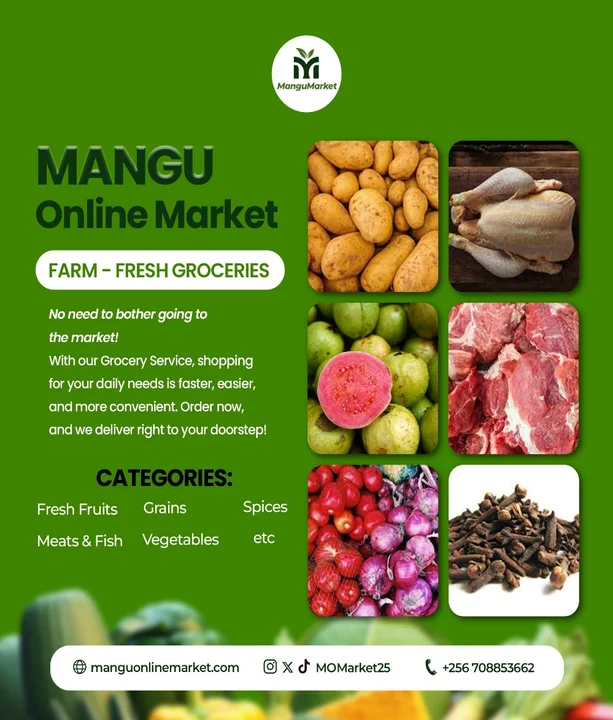 ManguMarket
MANGU
Online Market
FARM - FRESH GROCERIES
No need to bother going to
the market!
With our Grocery Service, shopping
for your daily needs is faster, easier,
and more convenient. Order now,
and we deliver right to your doorstep!
CATEGORIES:
Fresh Fruits Grains Spices
Meats & Fish Vegetables etc
manguonlinemarket.com MOMarket25 +256 708853662